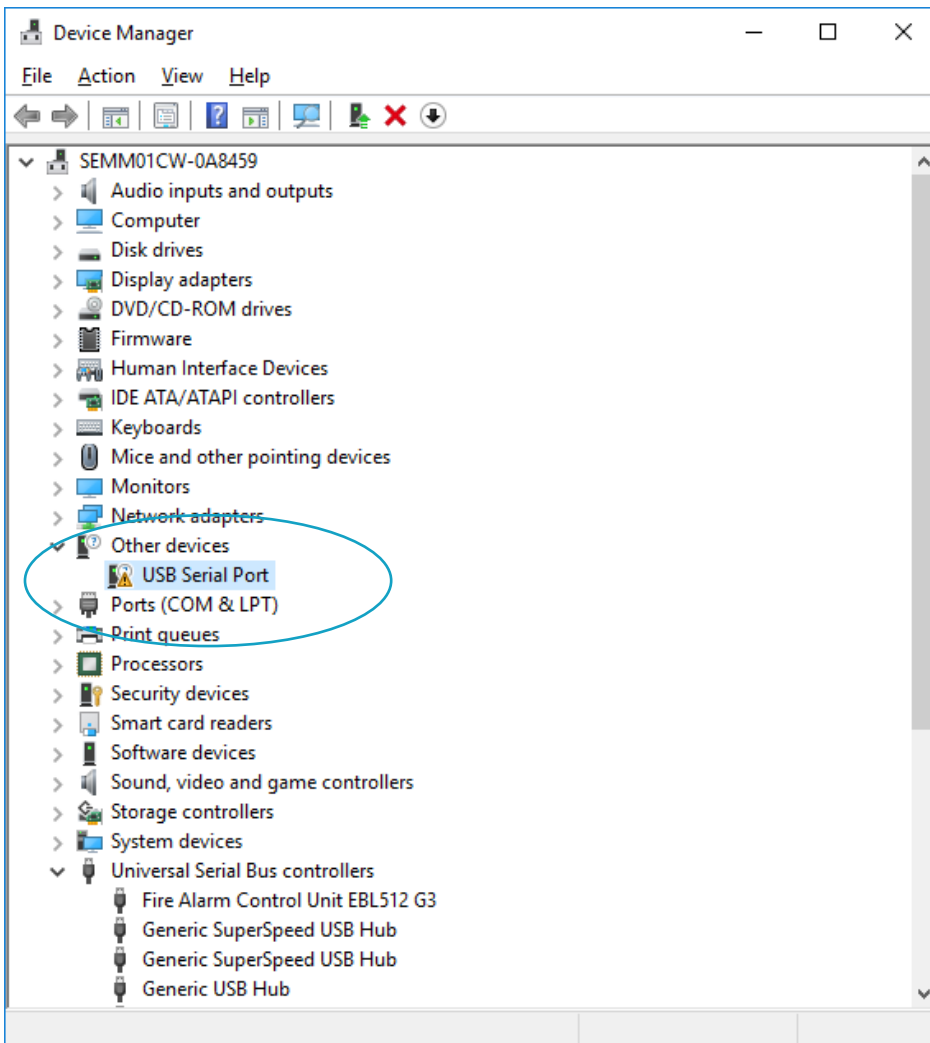 Device Manager
File Action View Help
SEMM01CW-0A8459
Audio inputs and outputs
Computer
Disk drives
Display adapters
DVD/CD-ROM drives
Firmware
Human Interface Devices
IDE ATA/ATAPI controllers
Keyboards
Mice and other pointing devices
Monitors
Network adapters
Other devices
USB Serial Port
Ports (COM & LPT)
Print queues
Processors
Security devices
Smart card readers
Software devices
Sound, video and game controllers
Storage controllers
System devices
Universal Serial Bus controllers
Fire Alarm Control Unit EBL512 G3
Generic SuperSpeed USB Hub
Generic SuperSpeed USB Hub
Generic USB Hub